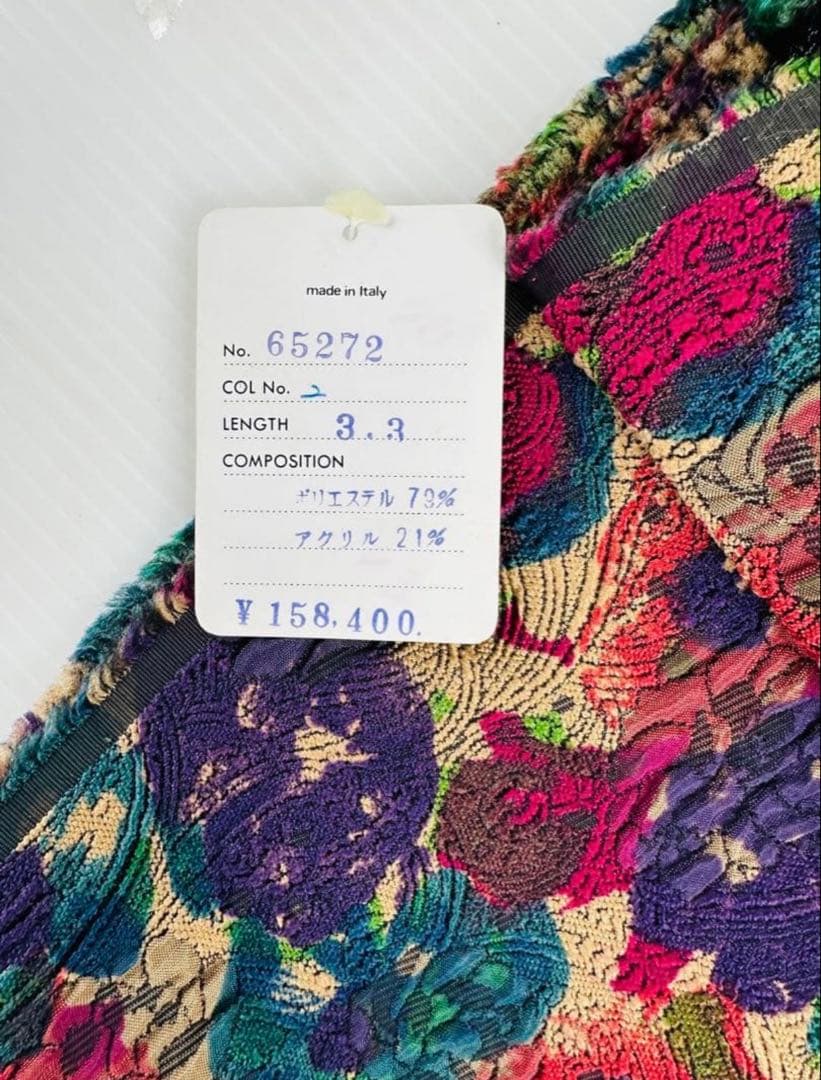 made in Italy
No. 65272
COL No. 2
LENGTH 3.3
COMPOSITION
ポリエステル 79%
アクリル 21%
¥ 158,400.